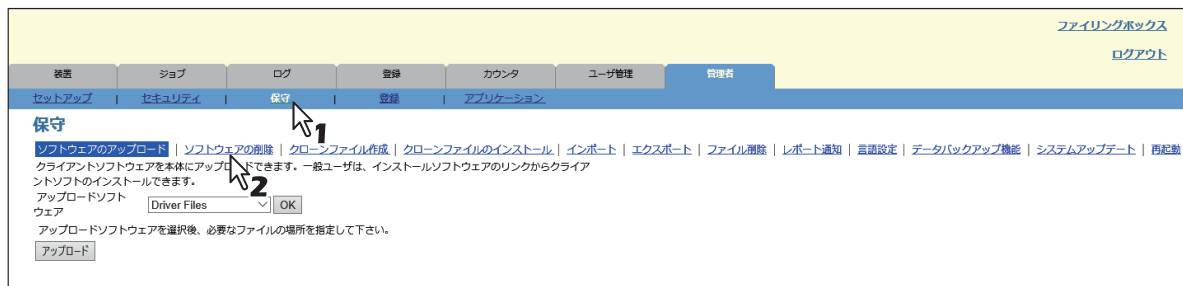 ファイリングボックス
ログアウト
装置 ジョブ ログ 登録 カウンタ ユーザ管理 管理者
セットアップ | セキュリティ | 保守 | 登録 | アプリケーション
1
保守
ソフトウェアのアップロード | ソフトウェアの削除 | クローンファイル作成 | クローンファイルのインストール | インポート | エクスポート | ファイル削除 | レポート通知 | 言語設定 | データバックアップ機能 | システムアップデート | 再起動
クライアントソフトウェアを本体にアップロードできます。一般ユーザは、インストールソフトウェアのリンクからクライア
ントソフトのインストールできます。
2
アップロードソフト
ウェア Driver Files OK
アップロードソフトウェアを選択後、必要なファイルの場所を指定して下さい。
アップロード